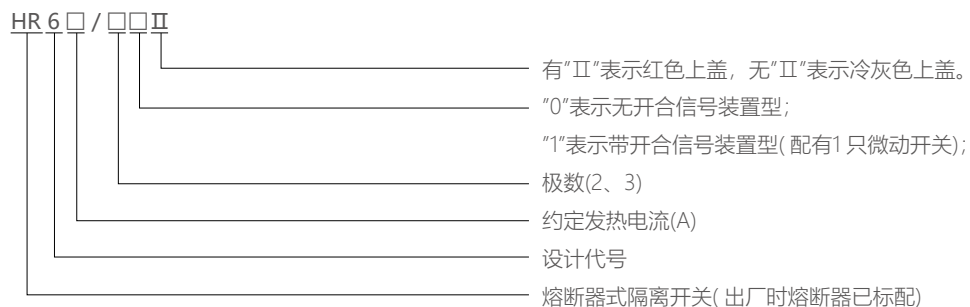 HR6□/□□Ⅱ
有"Ⅱ"表示红色上盖，无"Ⅱ"表示冷灰色上盖。
"0"表示无开合信号装置型；
"1"表示带开合信号装置型(配有1只微动开关)；
极数(2、3)
约定发热电流(A)
设计代号
熔断器式隔离开关(出厂时熔断器已标配)